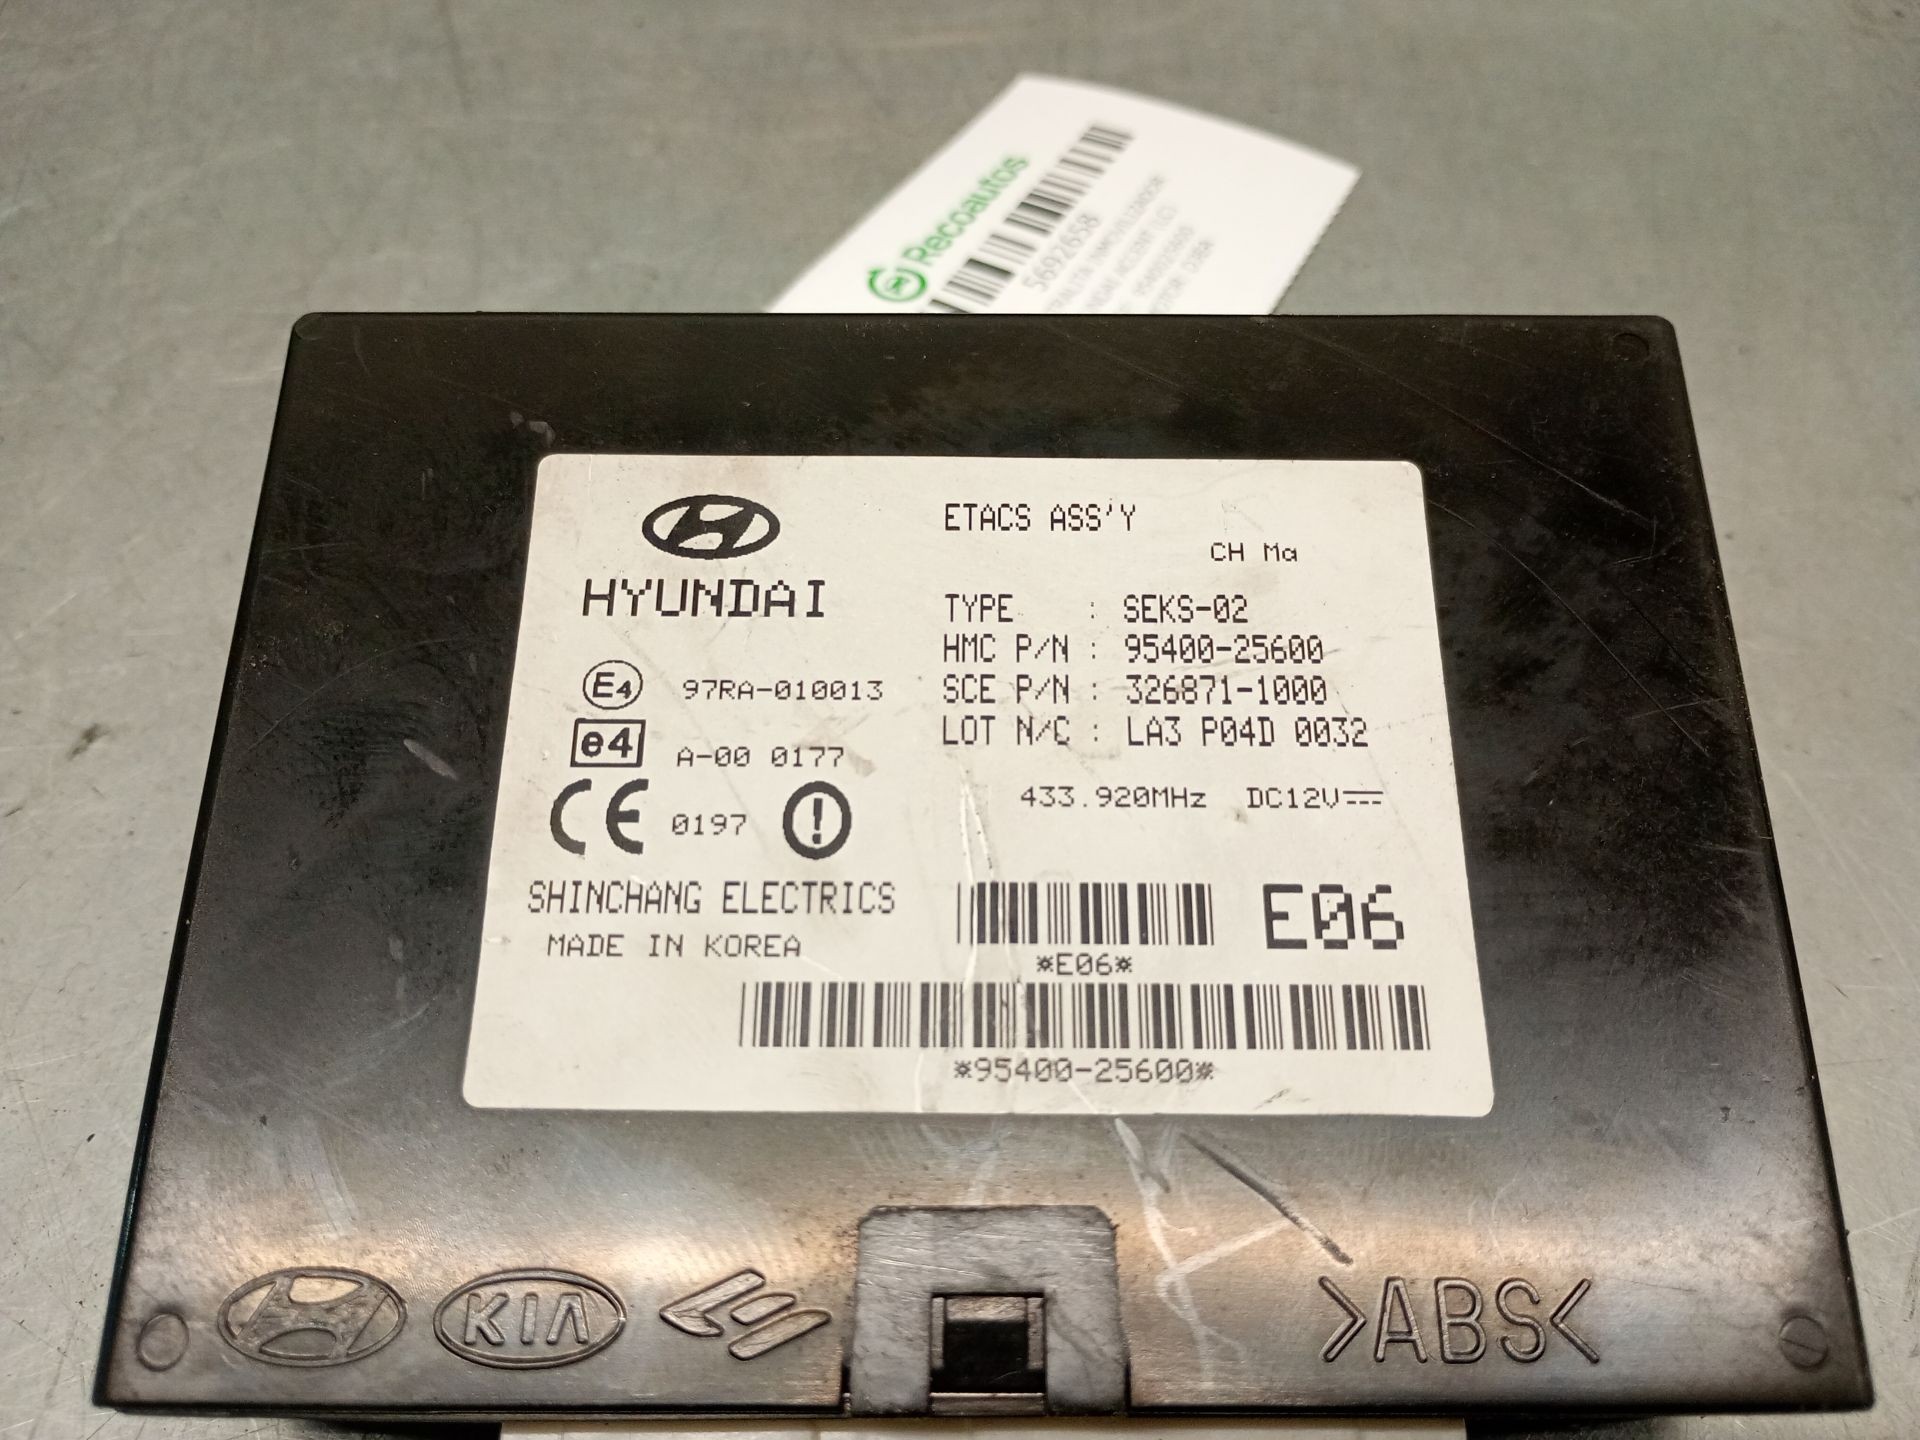 Recoautos
56926658
HYUNDAI
ETACS ASS'Y
CH Ma
TYPE : SEKS-02
HMC P/N : 95400-25600
SCE P/N : 326871-1000
LOT N/C : LA3 P04D 0032
433.920MHz DC12V
E4 97RA-010013
e4 A-00 0177
CE 0197
SHINCHANG ELECTRICS
MADE IN KOREA
E06
*E06*
*95400-25600*
KIA
>ABS<